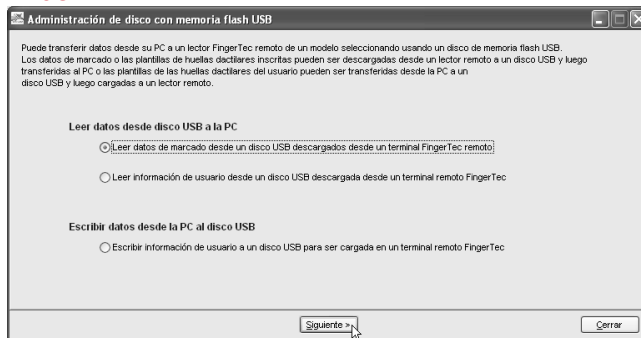 Administración de disco con memoria flash USB
Puede transferir datos desde su PC a un lector FingerTec remoto de un modelo seleccionando usando un disco de memoria flash USB.
Los datos de marcado o las plantillas de huellas dactilares inscritas pueden ser descargadas desde un lector remoto a un disco USB y luego
transferidas al PC o las plantillas de las huellas dactilares del usuario pueden ser transferidas desde la PC a un
disco USB y luego cargadas a un lector remoto.
Leer datos desde disco USB a la PC
Leer datos de marcado desde un disco USB descargados desde un terminal FingerTec remoto
Leer información de usuario desde un disco USB descargada desde un terminal remoto FingerTec
Escribir datos desde la PC al disco USB
Escribir información de usuario a un disco USB para ser cargada en un terminal remoto FingerTec
Siguiente > Cerrar